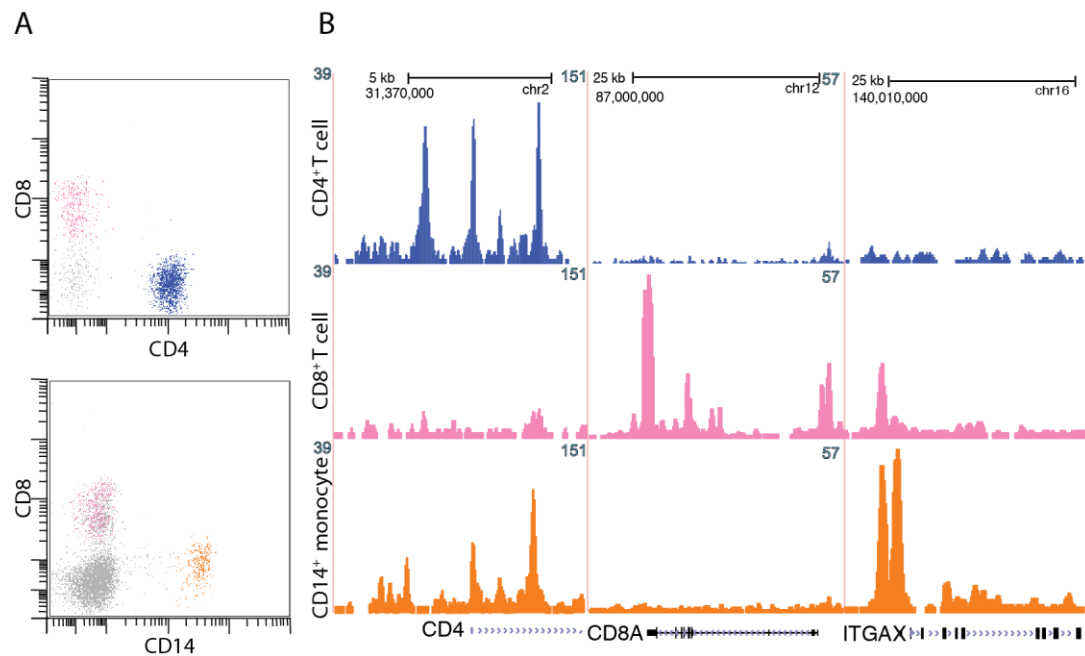 A
B
CD8
CD4
CD8
CD14
39
5 kb
31,370,000
chr2
151
25 kb
87,000,000
chr12
57
25 kb
140,010,000
chr16
CD4+ T cell
39
151
57
CD8+ T cell
39
151
57
CD14+ monocyte
CD4
CD8A
ITGAX